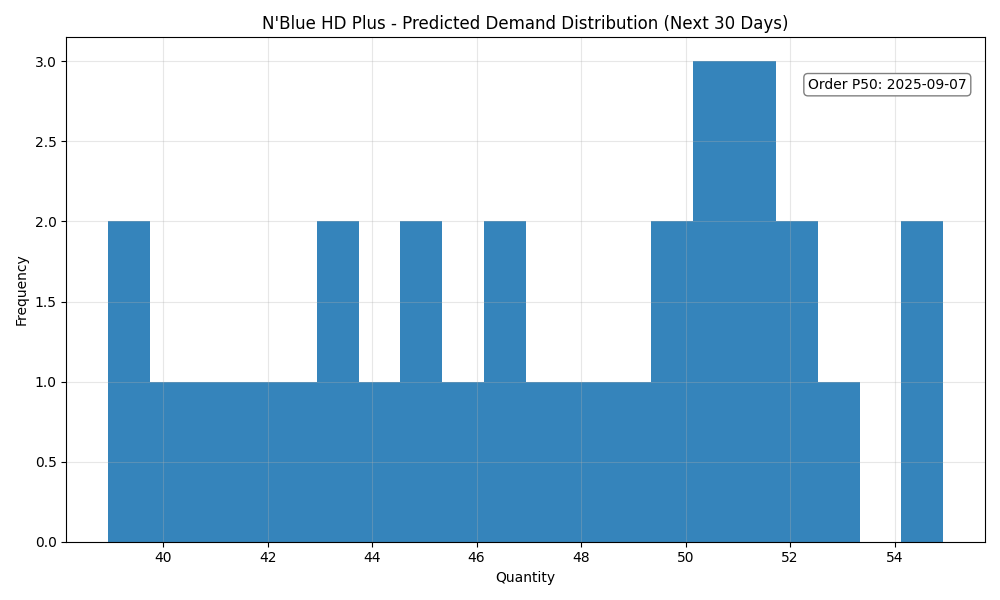 N'Blue HD Plus - Predicted Demand Distribution (Next 30 Days)
Order P50: 2025-09-07
Frequency
3.0
2.5
2.0
1.5
1.0
0.5
0.0
40 42 44 46 48 50 52 54
Quantity